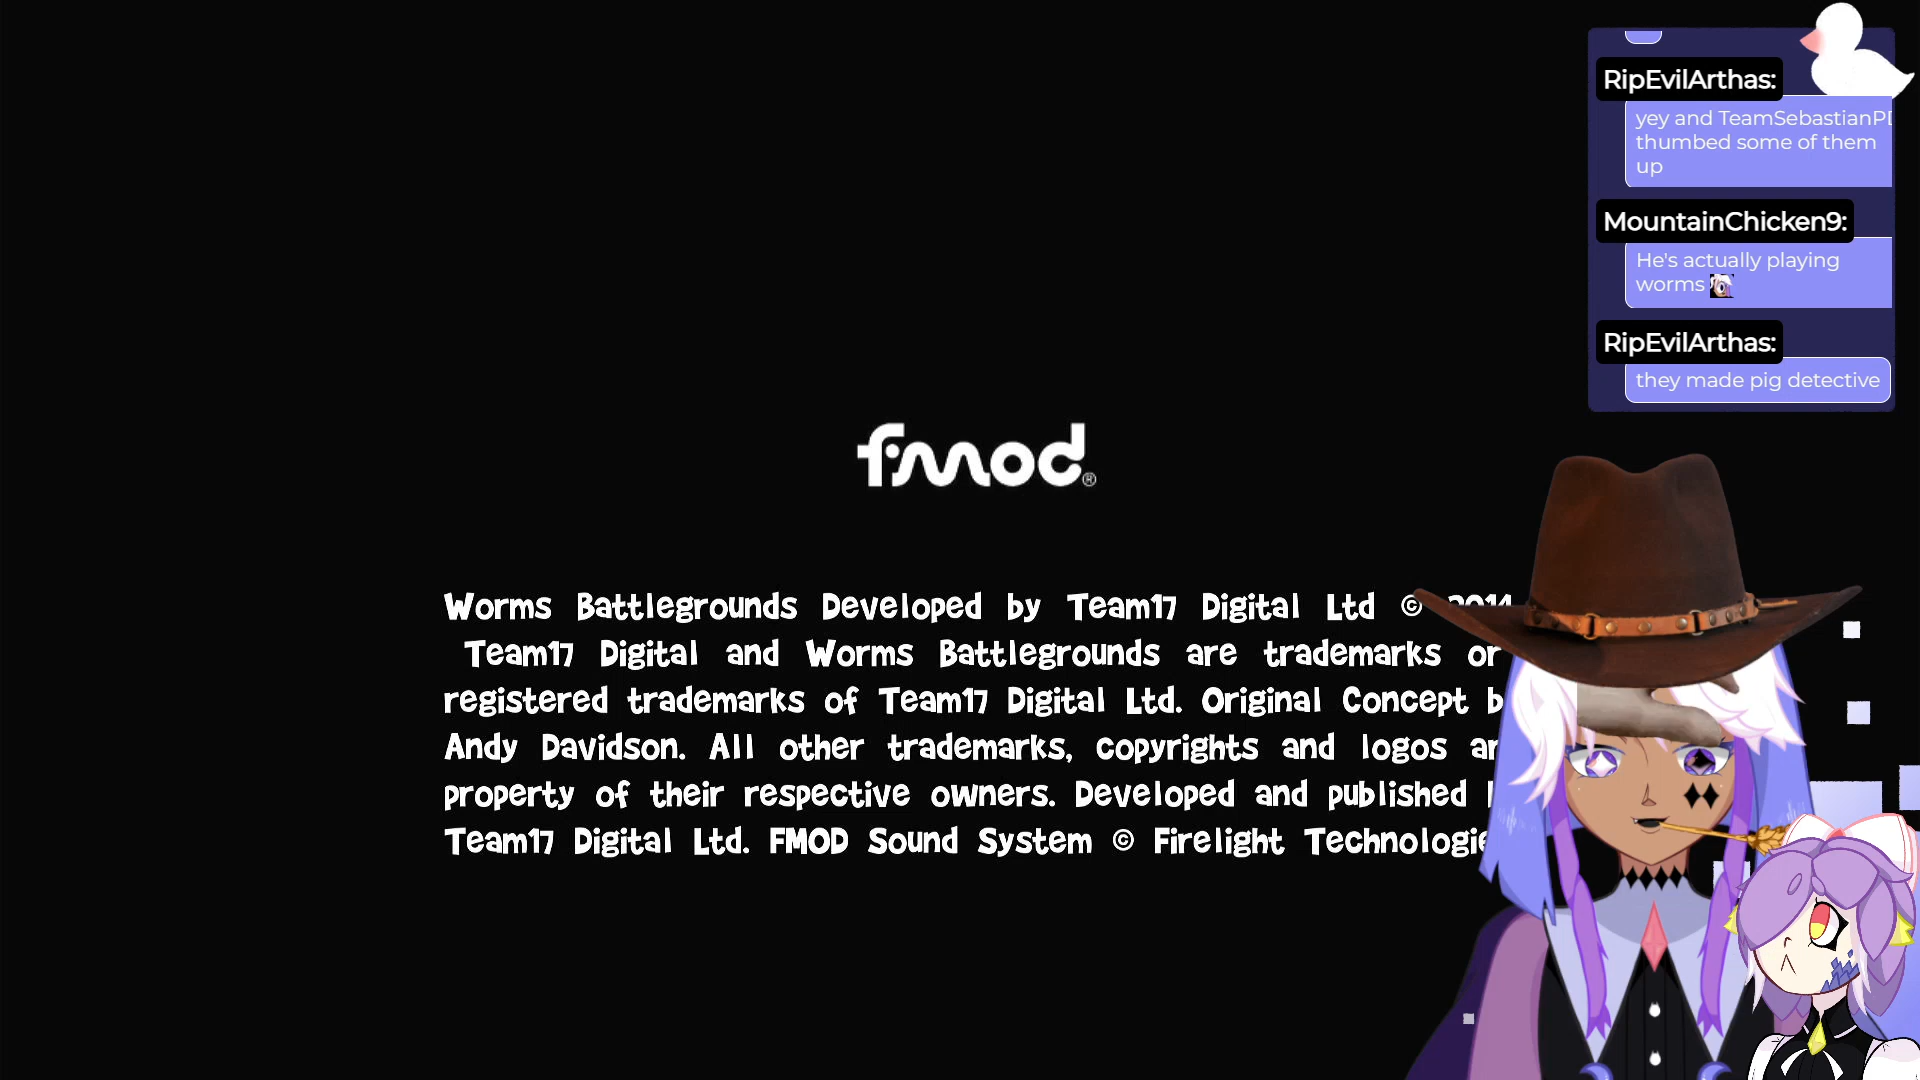 RipEvilArthas:
yey and TeamSebastianPD
thumbed some of them
up
MountainChicken9:
He's actually playing
worms
RipEvilArthas:
they made pig detective
fmod®
Worms Battlegrounds Developed by Team17 Digital Ltd © 2014
Team17 Digital and Worms Battlegrounds are trademarks or
registered trademarks of Team17 Digital Ltd. Original Concept
Andy Davidson. All other trademarks, copyrights and logos
property of their respective owners. Developed and published
Team17 Digital Ltd. FMOD Sound System © Firelight